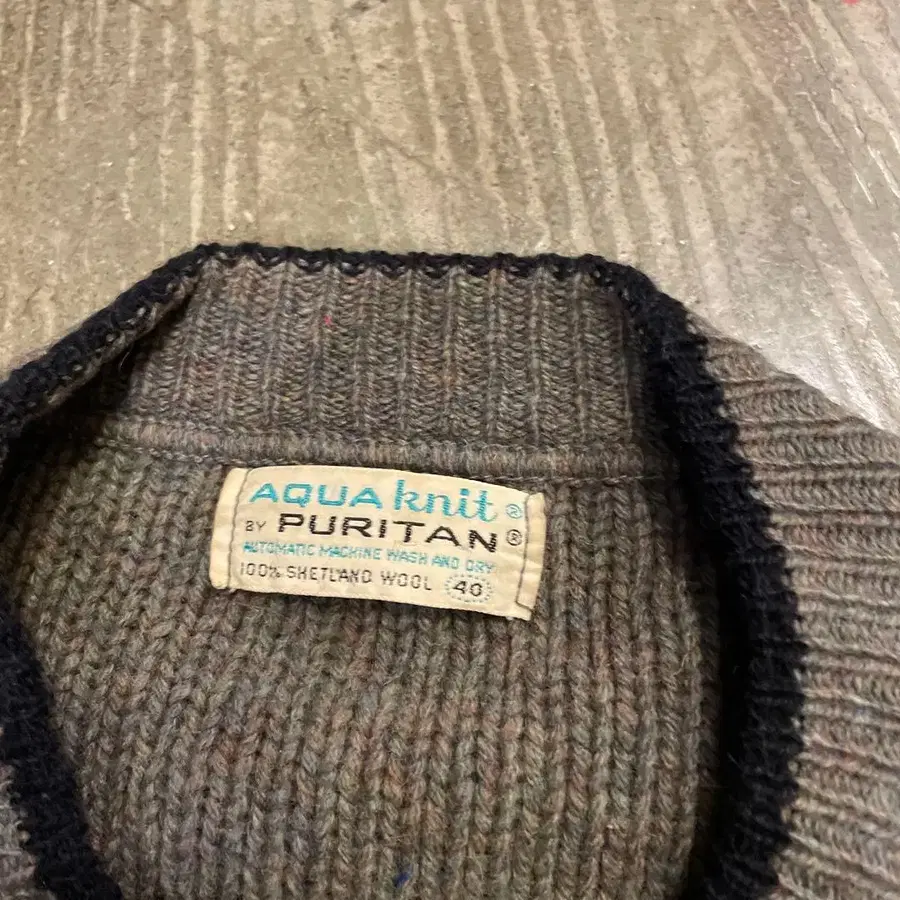 AQUA knit ®
BY PURITAN ®
AUTOMATIC MACHINE WASH AND DRY
100% SHETLAND WOOL 40